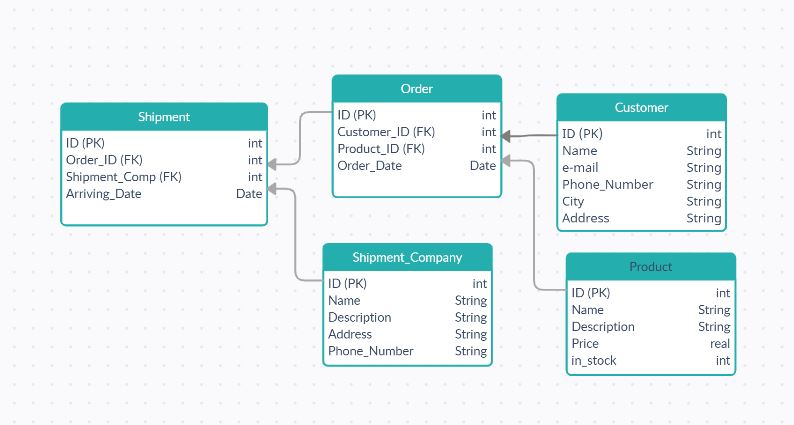 Shipment
ID (PK) int
Order_ID (FK) int
Shipment_Comp (FK) int
Arriving_Date Date
Order
ID (PK) int
Customer_ID (FK) int
Product_ID (FK) int
Order_Date Date
Customer
ID (PK) int
Name String
e-mail String
Phone_Number String
City String
Address String
Shipment_Company
ID (PK) int
Name String
Description String
Address String
Phone_Number String
Product
ID (PK) int
Name String
Description String
Price real
in_stock int